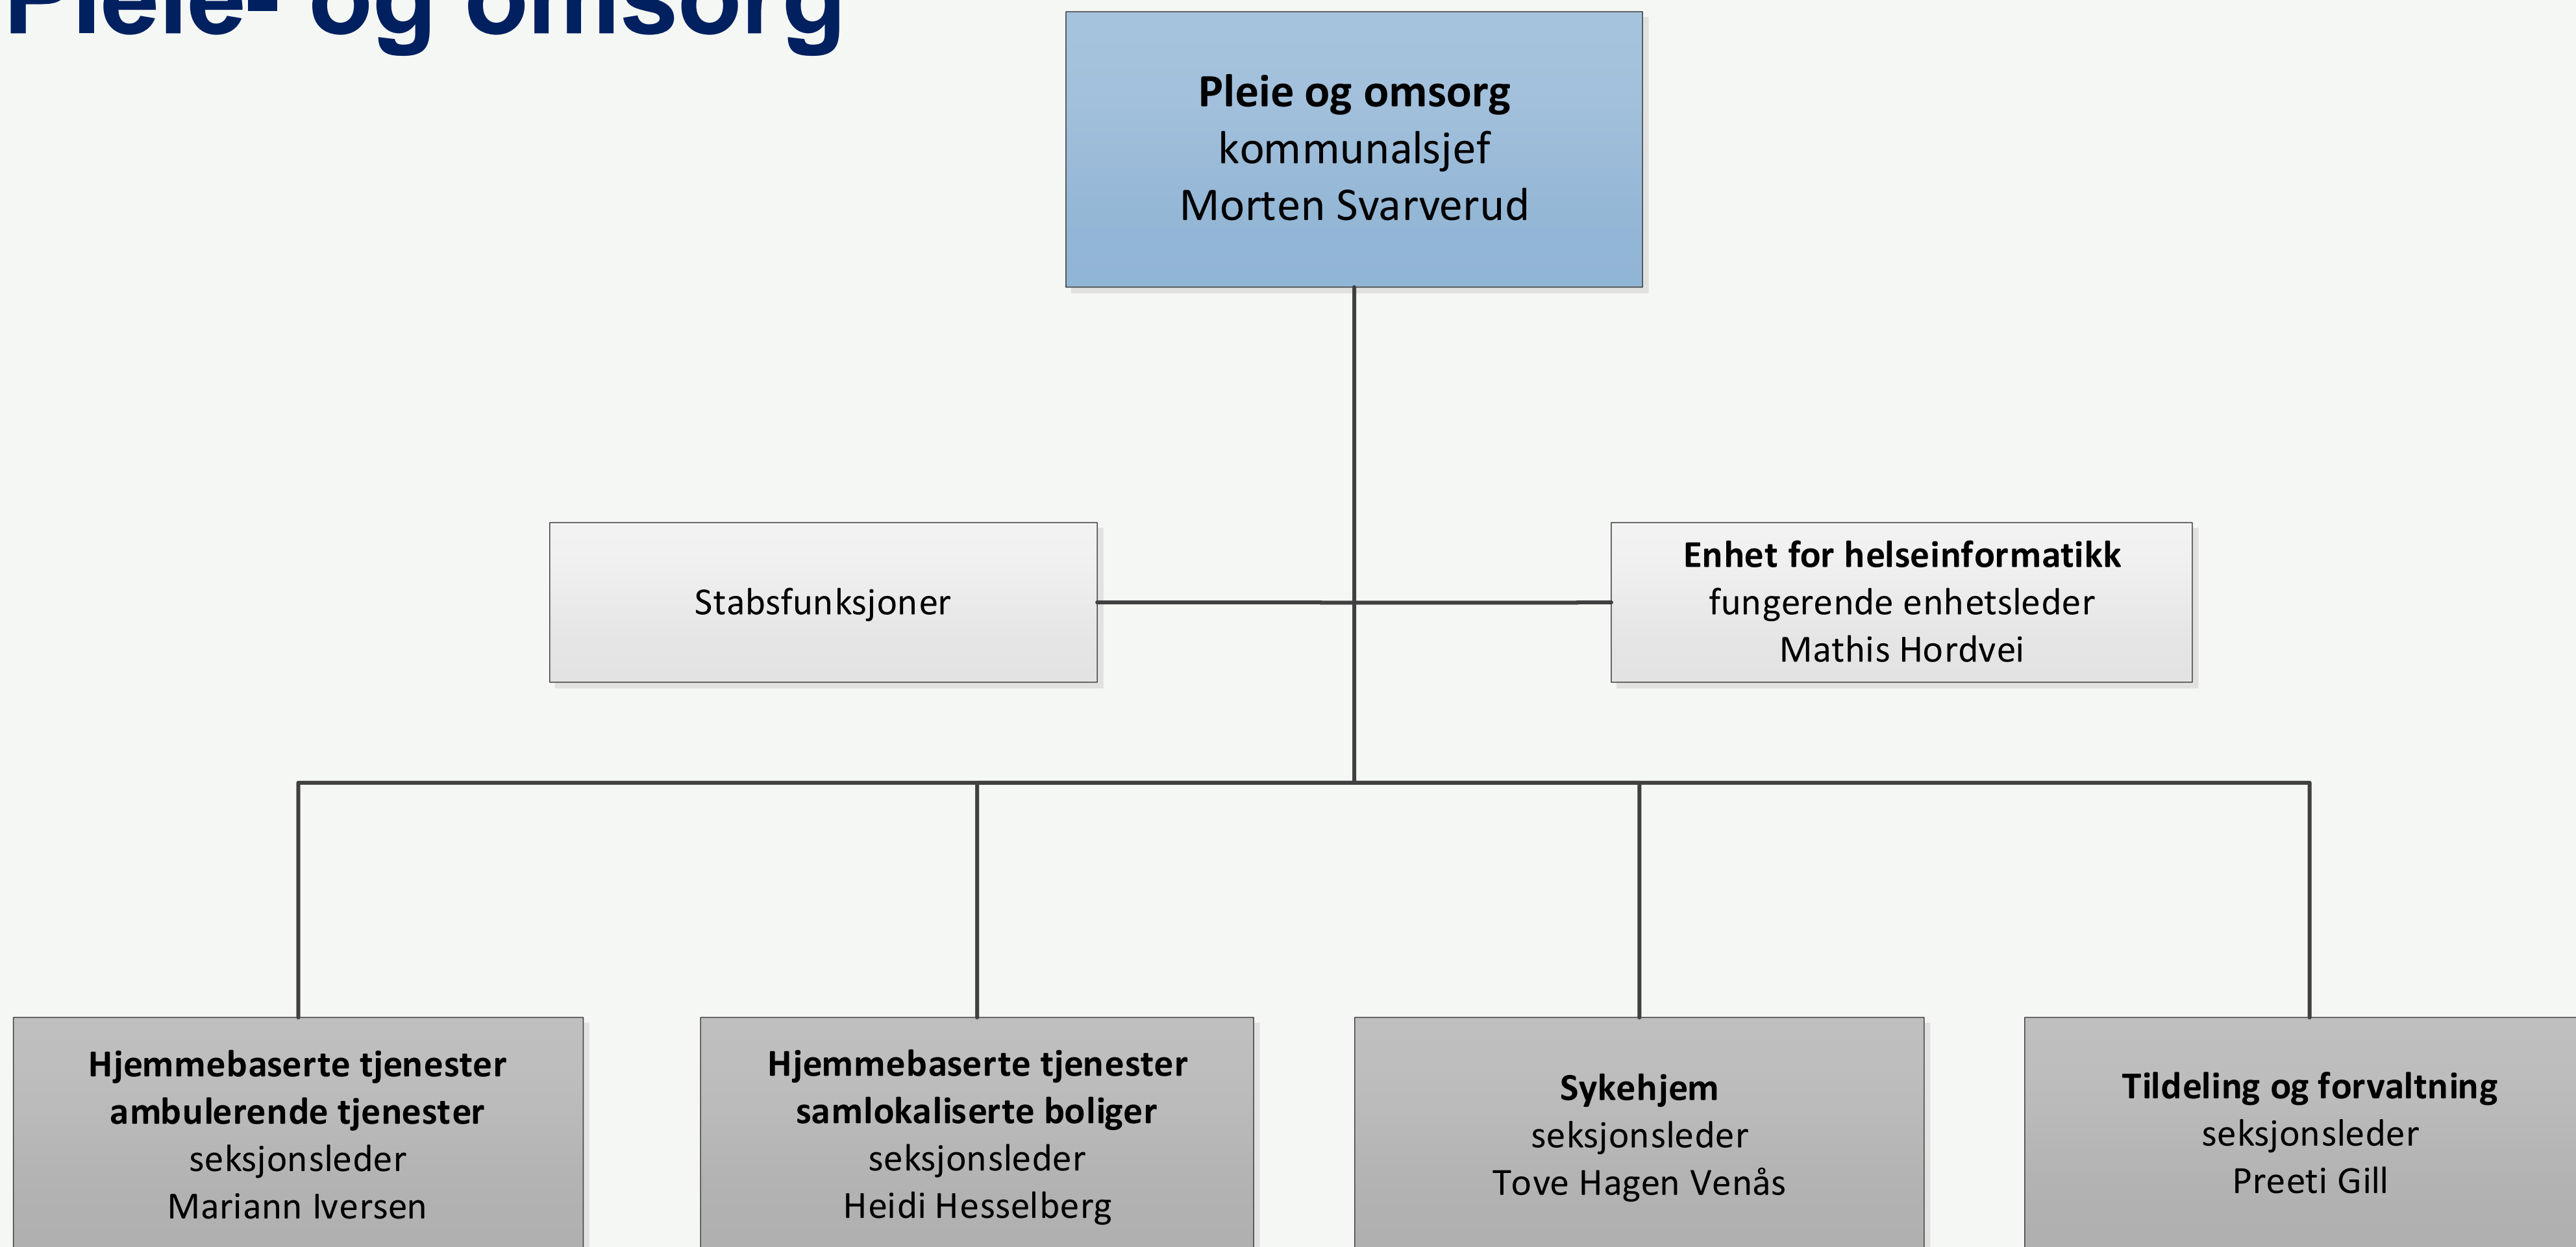 Pleie- og omsorg
Pleie og omsorg
kommunalsjef
Morten Svarverud
Stabsfunksjoner
Enhet for helseinformatikk
fungerende enhetsleder
Mathis Hordvei
Hjemmebaserte tjenester
ambulerende tjenester
seksjonsleder
Mariann Iversen
Hjemmebaserte tjenester
samlokaliserte boliger
seksjonsleder
Heidi Hesselberg
Sykehjem
seksjonsleder
Tove Hagen Venås
Tildeling og forvaltning
seksjonsleder
Preeti Gill